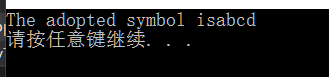 The adopted symbol isabcd
请按任意键继续. . .